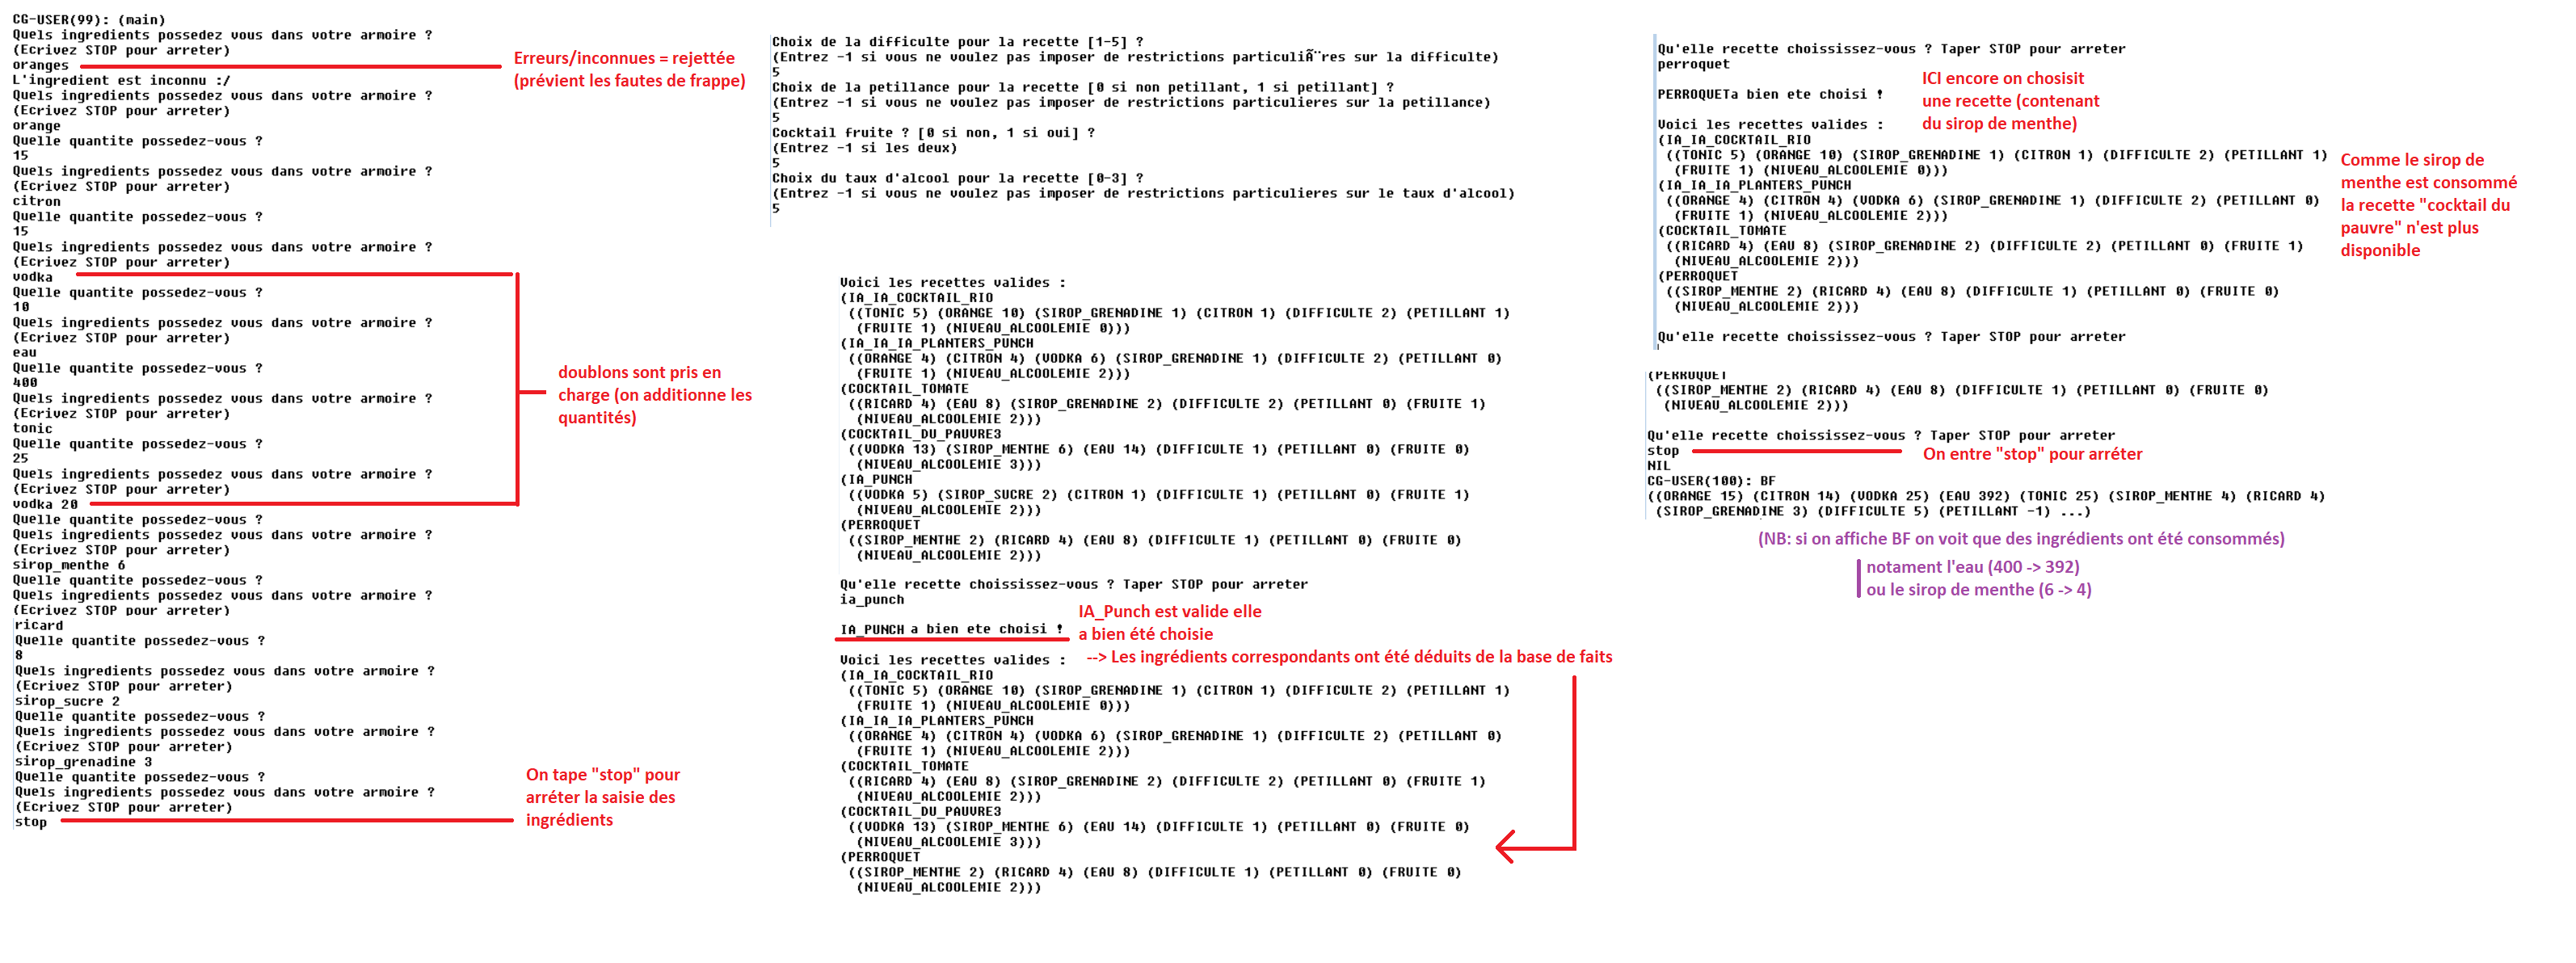 CG-USER(99): (main)
Quels ingredients possedez vous dans votre armoire ?
(Ecrivez STOP pour arreter)
oranges
L'ingredient est inconnu :/
Quels ingredients possedez vous dans votre armoire ?
(Ecrivez STOP pour arreter)
orange
Quelle quantite possedez-vous ?
15
Quels ingredients possedez vous dans votre armoire ?
(Ecrivez STOP pour arreter)
citron
Quelle quantite possedez-vous ?
15
Quels ingredients possedez vous dans votre armoire ?
(Ecrivez STOP pour arreter)
vodka
Quelle quantite possedez-vous ?
10
Quels ingredients possedez vous dans votre armoire ?
(Ecrivez STOP pour arreter)
eau
Quelle quantite possedez-vous ?
400
Quels ingredients possedez vous dans votre armoire ?
(Ecrivez STOP pour arreter)
tonic
Quelle quantite possedez-vous ?
25
Quels ingredients possedez vous dans votre armoire ?
(Ecrivez STOP pour arreter)
vodka 20
Quelle quantite possedez-vous ?
Quels ingredients possedez vous dans votre armoire ?
(Ecrivez STOP pour arreter)
sirop_menthe 6
Quelle quantite possedez-vous ?
Quels ingredients possedez vous dans votre armoire ?
(Ecrivez STOP pour arreter)
ricard
Quelle quantite possedez-vous ?
8
Quels ingredients possedez vous dans votre armoire ?
(Ecrivez STOP pour arreter)
sirop_sucre 2
Quelle quantite possedez-vous ?
Quels ingredients possedez vous dans votre armoire ?
(Ecrivez STOP pour arreter)
sirop_grenadine 3
Quelle quantite possedez-vous ?
Quels ingredients possedez vous dans votre armoire ?
(Ecrivez STOP pour arreter)
stop
Erreurs/inconnues = rejettée
(prévient les fautes de frappe)
doublons sont pris en
charge (on additionne les
quantités)
On tape "stop" pour
arréter la saisie des
ingrédients
Choix de la difficulte pour la recette [1-5] ?
(Entrez -1 si vous ne voulez pas imposer de restrictions particuliÃ¨res sur la difficulte)
5
Choix de la petillance pour la recette [0 si non petillant, 1 si petillant] ?
(Entrez -1 si vous ne voulez pas imposer de restrictions particulieres sur la petillance)
5
Cocktail fruite ? [0 si non, 1 si oui] ?
(Entrez -1 si les deux)
5
Choix du taux d'alcool pour la recette [0-3] ?
(Entrez -1 si vous ne voulez pas imposer de restrictions particulieres sur le taux d'alcool)
5
Voici les recettes valides :
(IA_IA_COCKTAIL_RIO
((TONIC 5) (ORANGE 10) (SIROP_GRENADINE 1) (CITRON 1) (DIFFICULTE 2) (PETILLANT 1)
(FRUITE 1) (NIVEAU_ALCOOLEMIE 0)))
(IA_IA_IA_PLANTERS_PUNCH
((ORANGE 4) (CITRON 4) (VODKA 6) (SIROP_GRENADINE 1) (DIFFICULTE 2) (PETILLANT 0)
(FRUITE 1) (NIVEAU_ALCOOLEMIE 2)))
(COCKTAIL_TOMATE
((RICARD 4) (EAU 8) (SIROP_GRENADINE 2) (DIFFICULTE 2) (PETILLANT 0) (FRUITE 1)
(NIVEAU_ALCOOLEMIE 2)))
(COCKTAIL_DU_PAUVRE3
((VODKA 13) (SIROP_MENTHE 6) (EAU 14) (DIFFICULTE 1) (PETILLANT 0) (FRUITE 0)
(NIVEAU_ALCOOLEMIE 3)))
(IA_PUNCH
((VODKA 5) (SIROP_SUCRE 2) (CITRON 1) (DIFFICULTE 1) (PETILLANT 0) (FRUITE 1)
(NIVEAU_ALCOOLEMIE 2)))
(PERROQUET
((SIROP_MENTHE 2) (RICARD 4) (EAU 8) (DIFFICULTE 1) (PETILLANT 0) (FRUITE 0)
(NIVEAU_ALCOOLEMIE 2)))
Qu'elle recette choississez-vous ? Taper STOP pour arreter
ia_punch
IA_PUNCH a bien ete choisi !
IA_Punch est valide elle
a bien été choisie
--> Les ingrédients correspondants ont été déduits de la base de faits
Voici les recettes valides :
(IA_IA_COCKTAIL_RIO
((TONIC 5) (ORANGE 10) (SIROP_GRENADINE 1) (CITRON 1) (DIFFICULTE 2) (PETILLANT 1)
(FRUITE 1) (NIVEAU_ALCOOLEMIE 0)))
(IA_IA_IA_PLANTERS_PUNCH
((ORANGE 4) (CITRON 4) (VODKA 6) (SIROP_GRENADINE 1) (DIFFICULTE 2) (PETILLANT 0)
(FRUITE 1) (NIVEAU_ALCOOLEMIE 2)))
(COCKTAIL_TOMATE
((RICARD 4) (EAU 8) (SIROP_GRENADINE 2) (DIFFICULTE 2) (PETILLANT 0) (FRUITE 1)
(NIVEAU_ALCOOLEMIE 2)))
(COCKTAIL_DU_PAUVRE3
((VODKA 13) (SIROP_MENTHE 6) (EAU 14) (DIFFICULTE 1) (PETILLANT 0) (FRUITE 0)
(NIVEAU_ALCOOLEMIE 3)))
(PERROQUET
((SIROP_MENTHE 2) (RICARD 4) (EAU 8) (DIFFICULTE 1) (PETILLANT 0) (FRUITE 0)
(NIVEAU_ALCOOLEMIE 2)))
Qu'elle recette choississez-vous ? Taper STOP pour arreter
perroquet
PERROQUETa bien ete choisi !
ICI encore on chosisit
une recette (contenant
du sirop de menthe)
Voici les recettes valides :
(IA_IA_COCKTAIL_RIO
((TONIC 5) (ORANGE 10) (SIROP_GRENADINE 1) (CITRON 1) (DIFFICULTE 2) (PETILLANT 1)
(FRUITE 1) (NIVEAU_ALCOOLEMIE 0)))
(IA_IA_IA_PLANTERS_PUNCH
((ORANGE 4) (CITRON 4) (VODKA 6) (SIROP_GRENADINE 1) (DIFFICULTE 2) (PETILLANT 0)
(FRUITE 1) (NIVEAU_ALCOOLEMIE 2)))
(COCKTAIL_TOMATE
((RICARD 4) (EAU 8) (SIROP_GRENADINE 2) (DIFFICULTE 2) (PETILLANT 0) (FRUITE 1)
(NIVEAU_ALCOOLEMIE 2)))
(PERROQUET
((SIROP_MENTHE 2) (RICARD 4) (EAU 8) (DIFFICULTE 1) (PETILLANT 0) (FRUITE 0)
(NIVEAU_ALCOOLEMIE 2)))
Qu'elle recette choississez-vous ? Taper STOP pour arreter
Comme le sirop de
menthe est consommé
la recette "cocktail du
pauvre" n'est plus
disponible
(PERROQUET
((SIROP_MENTHE 2) (RICARD 4) (EAU 8) (DIFFICULTE 1) (PETILLANT 0) (FRUITE 0)
(NIVEAU_ALCOOLEMIE 2)))
Qu'elle recette choississez-vous ? Taper STOP pour arreter
stop
On entre "stop" pour arréter
NIL
CG-USER(100): BF
((ORANGE 15) (CITRON 14) (VODKA 25) (EAU 392) (TONIC 25) (SIROP_MENTHE 4) (RICARD 4)
(SIROP_GRENADINE 3) (DIFFICULTE 5) (PETILLANT -1) ...)
(NB: si on affiche BF on voit que des ingrédients ont été consommés)
notament l'eau (400 -> 392)
ou le sirop de menthe (6 -> 4)